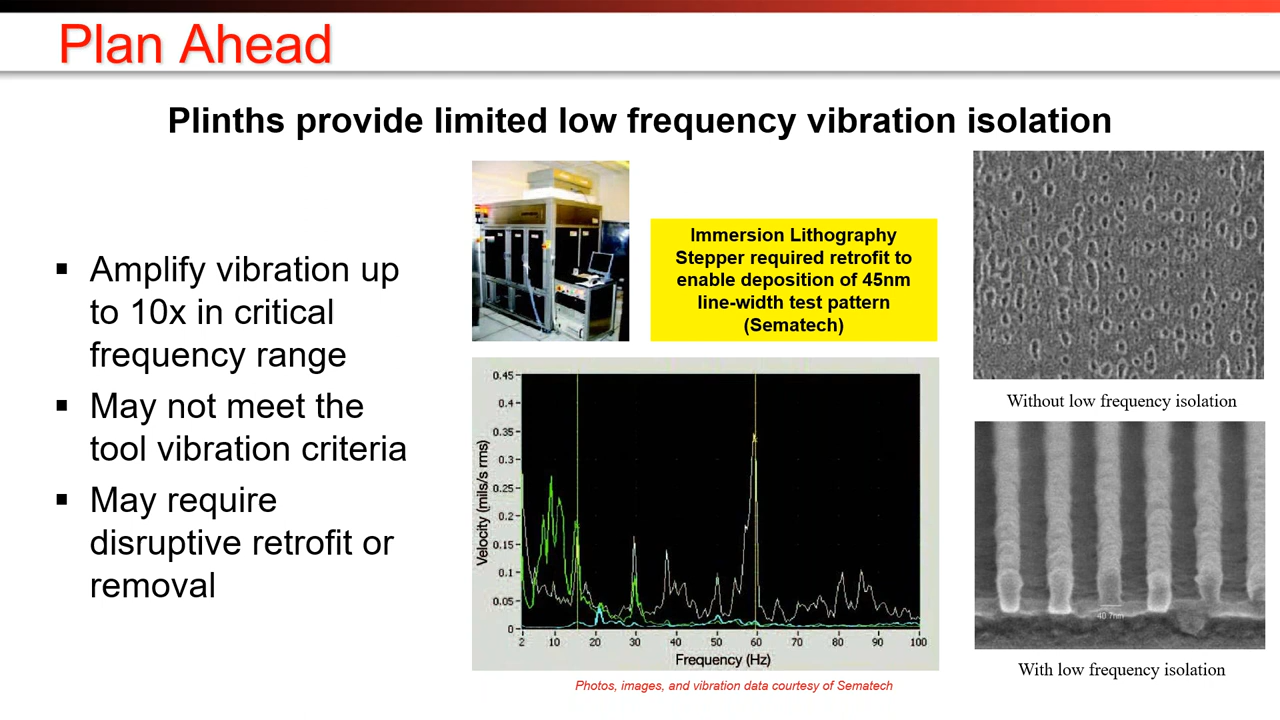 Plan Ahead
Plinths provide limited low frequency vibration isolation
▪ Amplify vibration up
to 10x in critical
frequency range
▪ May not meet the
tool vibration criteria
▪ May require
disruptive retrofit or
removal
Immersion Lithography
Stepper required retrofit to
enable deposition of 45nm
line-width test pattern
(Sematech)
Velocity (mils/s rms)
0.45
0.4
0.35
0.3
0.25
0.2
0.15
0.1
0.05
0
2 10 20 30 40 50 60 70 80 90 100
Frequency (Hz)
Photos, images, and vibration data courtesy of Sematech
Without low frequency isolation
40.7nm
With low frequency isolation